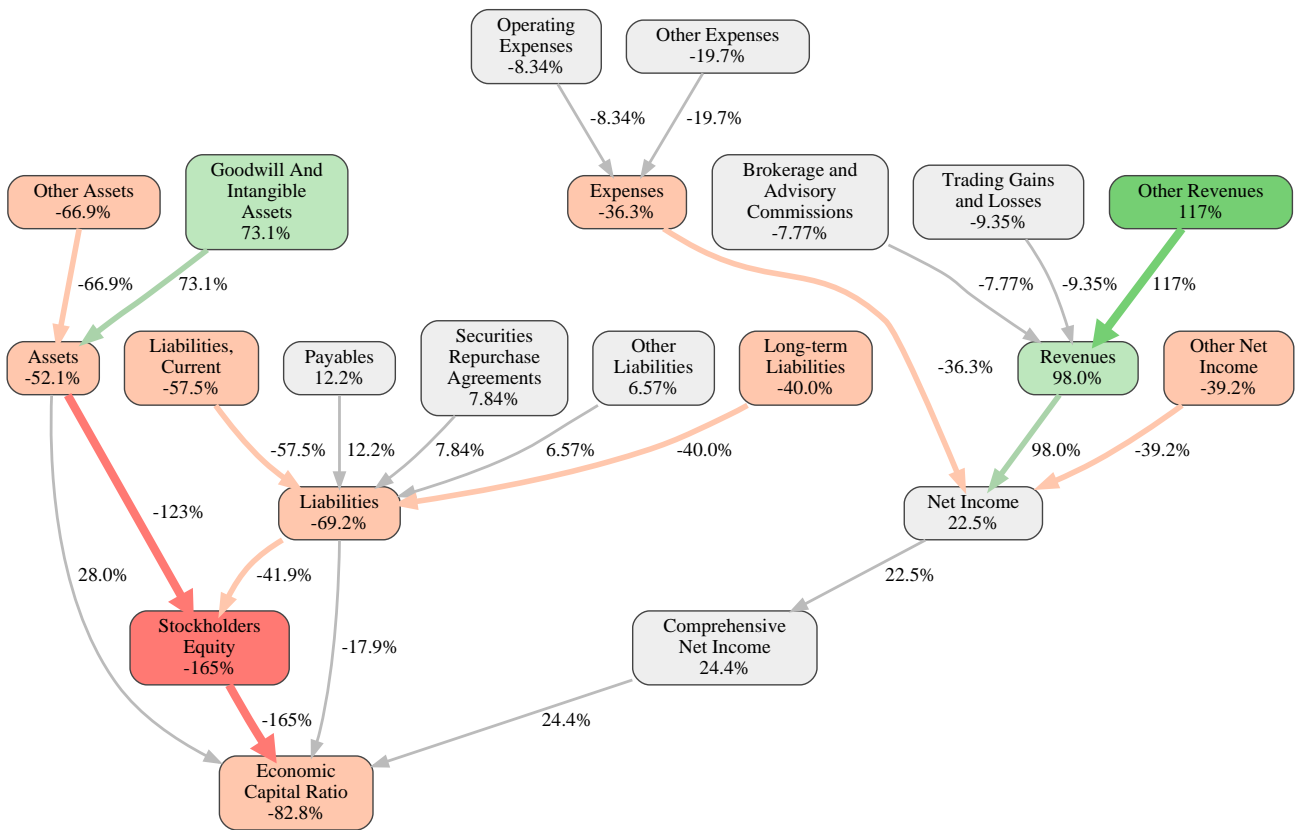 Operating
Expenses
-8.34%
Other Expenses
-19.7%
-8.34%
-19.7%
Other Assets
-66.9%
Goodwill And
Intangible
Assets
73.1%
Expenses
-36.3%
Brokerage and
Advisory
Commissions
-7.77%
Trading Gains
and Losses
-9.35%
Other Revenues
117%
-66.9%
73.1%
-7.77%
-9.35%
117%
Assets
-52.1%
Liabilities,
Current
-57.5%
Payables
12.2%
Securities
Repurchase
Agreements
7.84%
Other
Liabilities
6.57%
Long-term
Liabilities
-40.0%
-36.3%
Revenues
98.0%
Other Net
Income
-39.2%
-57.5%
12.2%
7.84%
6.57%
-40.0%
98.0%
-39.2%
Liabilities
-69.2%
Net Income
22.5%
-123%
28.0%
-41.9%
22.5%
Stockholders
Equity
-165%
-17.9%
Comprehensive
Net Income
24.4%
-165%
24.4%
Economic
Capital Ratio
-82.8%